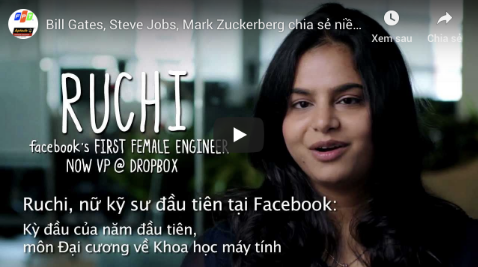 Bill Gates, Steve Jobs, Mark Zuckerberg chia sẻ niề...
Xem sau
Chia sẻ
RUCHI
facebook's FIRST FEMALE ENGINEER
NOW VP @ DROPBOX
Ruchi, nữ kỹ sư đầu tiên tại Facebook:
Kỳ đầu của năm đầu tiên,
môn Đại cương về Khoa học máy tính